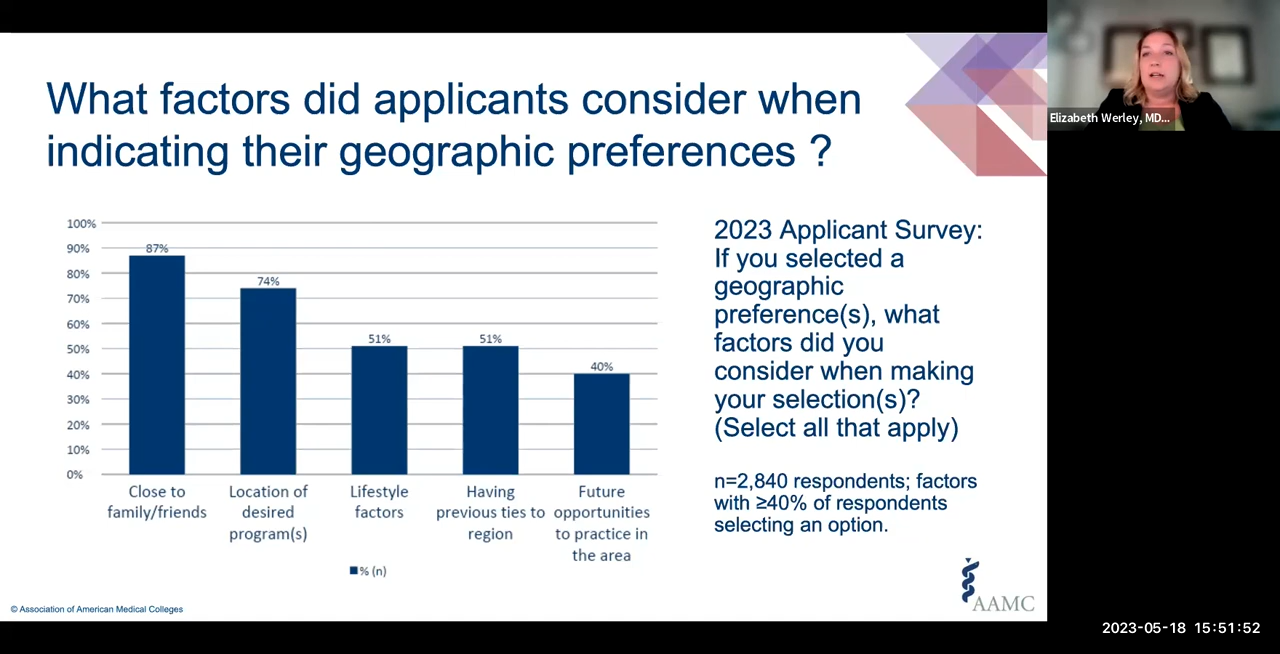 What factors did applicants consider when
indicating their geographic preferences ?
Elizabeth Werley, MD...
100%
90%
80%
70%
60%
50%
40%
30%
20%
10%
0%
87%
74%
51%
51%
40%
Close to
family/friends
Location of
desired
program(s)
Lifestyle
factors
Having
previous ties to
region
Future
opportunities
to practice in
the area
% (n)
2023 Applicant Survey:
If you selected a
geographic
preference(s), what
factors did you
consider when making
your selection(s)?
(Select all that apply)
n=2,840 respondents; factors
with ≥40% of respondents
selecting an option.
© Association of American Medical Colleges
AAMC
2023-05-18 15:51:52